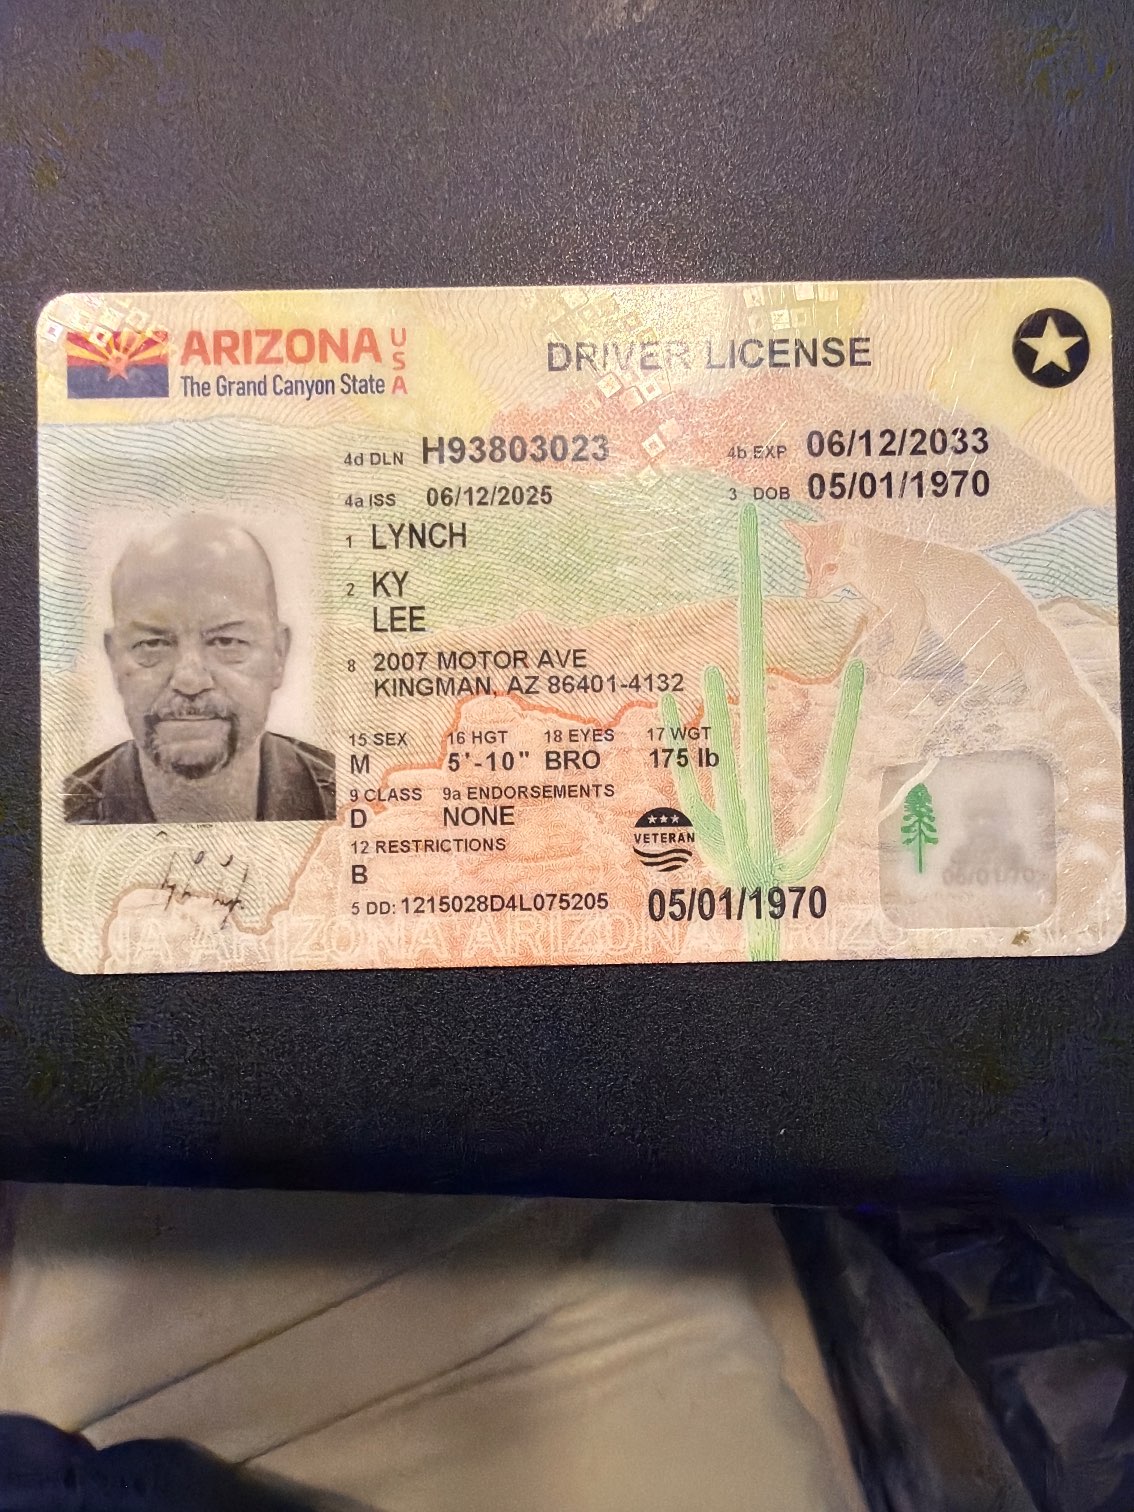 ARIZONA USA
The Grand Canyon State
DRIVER LICENSE
4d DLN H93803023
4b EXP 06/12/2033
4a ISS 06/12/2025
3 DOB 05/01/1970
1 LYNCH
2 KY
LEE
8 2007 MOTOR AVE
KINGMAN, AZ 86401-4132
15 SEX 16 HGT 18 EYES 17 WGT
M 5'-10" BRO 175 lb
9 CLASS 9a ENDORSEMENTS
D NONE
12 RESTRICTIONS
B
VETERAN
5 DD: 1215028D4L075205
05/01/1970
05/01/70
ARIZONA ARIZONA ARIZONA